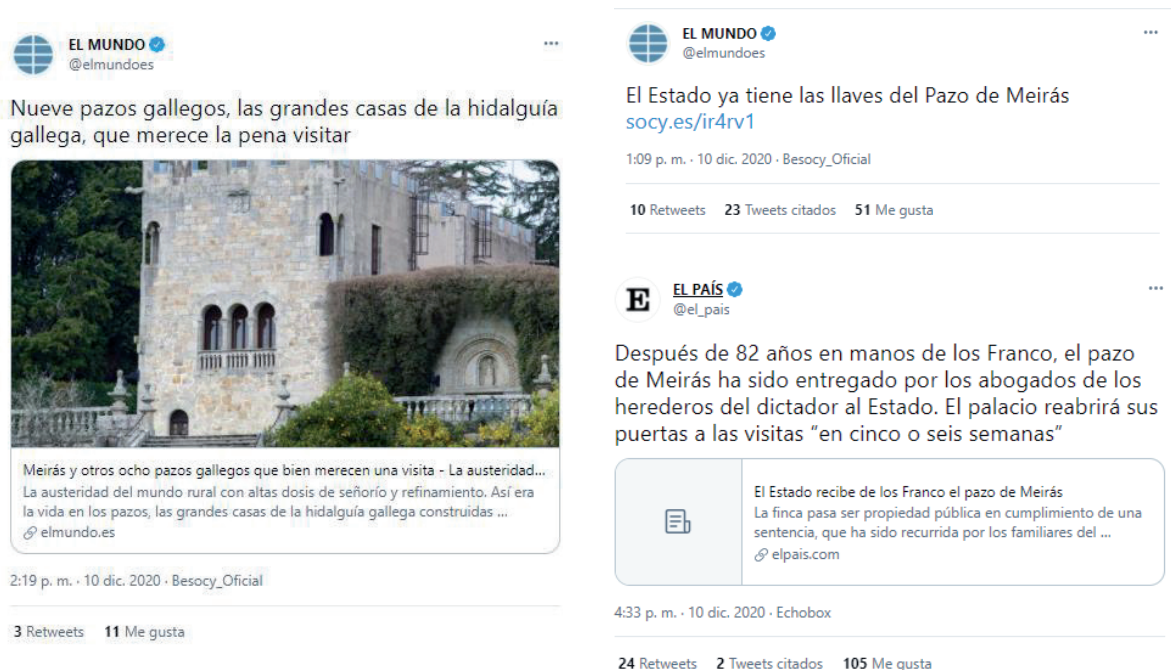 EL MUNDO
@elmundoes
Nueve pazos gallegos, las grandes casas de la hidalguía
gallega, que merece la pena visitar
Meirás y otros ocho pazos gallegos que bien merecen una visita - La austeridad...
La austeridad del mundo rural con altas dosis de señorío y refinamiento. Así era
la vida en los pazos, las grandes casas de la hidalguía gallega construidas ...
elmundo.es
2:19 p. m. · 10 dic. 2020 · Besocy_Oficial
3 Retweets 11 Me gusta
EL MUNDO
@elmundoes
El Estado ya tiene las llaves del Pazo de Meirás
socy.es/ir4rv1
1:09 p. m. · 10 dic. 2020 · Besocy_Oficial
10 Retweets 23 Tweets citados 51 Me gusta
E
EL PAÍS
@el_pais
Después de 82 años en manos de los Franco, el pazo
de Meirás ha sido entregado por los abogados de los
herederos del dictador al Estado. El palacio reabrirá sus
puertas a las visitas “en cinco o seis semanas”
El Estado recibe de los Franco el pazo de Meirás
La finca pasa ser propiedad pública en cumplimiento de una
sentencia, que ha sido recurrida por los familiares del ...
elpais.com
4:33 p. m. · 10 dic. 2020 · Echobox
24 Retweets 2 Tweets citados 105 Me gusta